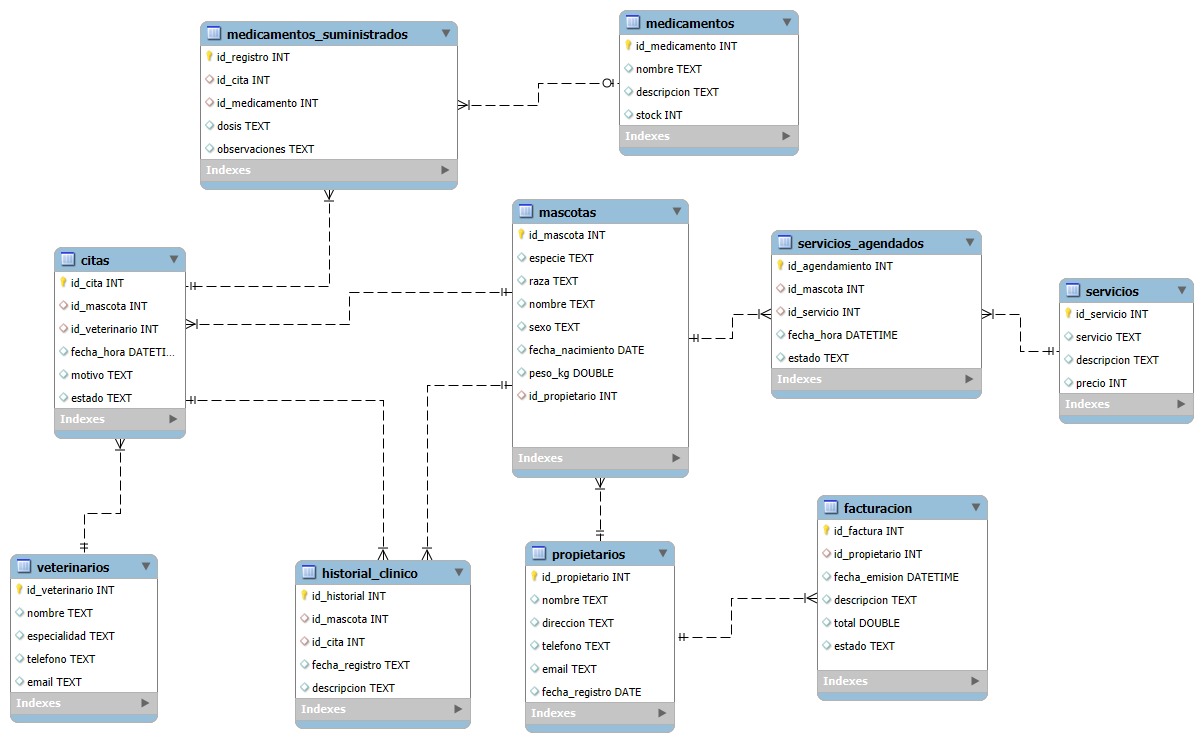 medicamentos_suministrados
id_registro INT
id_cita INT
id_medicamento INT
dosis TEXT
observaciones TEXT
Indexes
medicamentos
id_medicamento INT
nombre TEXT
descripcion TEXT
stock INT
Indexes
citas
id_cita INT
id_mascota INT
id_veterinario INT
fecha_hora DATETI...
motivo TEXT
estado TEXT
Indexes
mascotas
id_mascota INT
especie TEXT
raza TEXT
nombre TEXT
sexo TEXT
fecha_nacimiento DATE
peso_kg DOUBLE
id_propietario INT
Indexes
servicios_agendados
id_agendamiento INT
id_mascota INT
id_servicio INT
fecha_hora DATETIME
estado TEXT
Indexes
servicios
id_servicio INT
servicio TEXT
descripcion TEXT
precio INT
Indexes
veterinarios
id_veterinario INT
nombre TEXT
especialidad TEXT
telefono TEXT
email TEXT
Indexes
historial_clinico
id_historial INT
id_mascota INT
id_cita INT
fecha_registro TEXT
descripcion TEXT
Indexes
propietarios
id_propietario INT
nombre TEXT
direccion TEXT
telefono TEXT
email TEXT
fecha_registro DATE
Indexes
facturacion
id_factura INT
id_propietario INT
fecha_emision DATETIME
descripcion TEXT
total DOUBLE
estado TEXT
Indexes